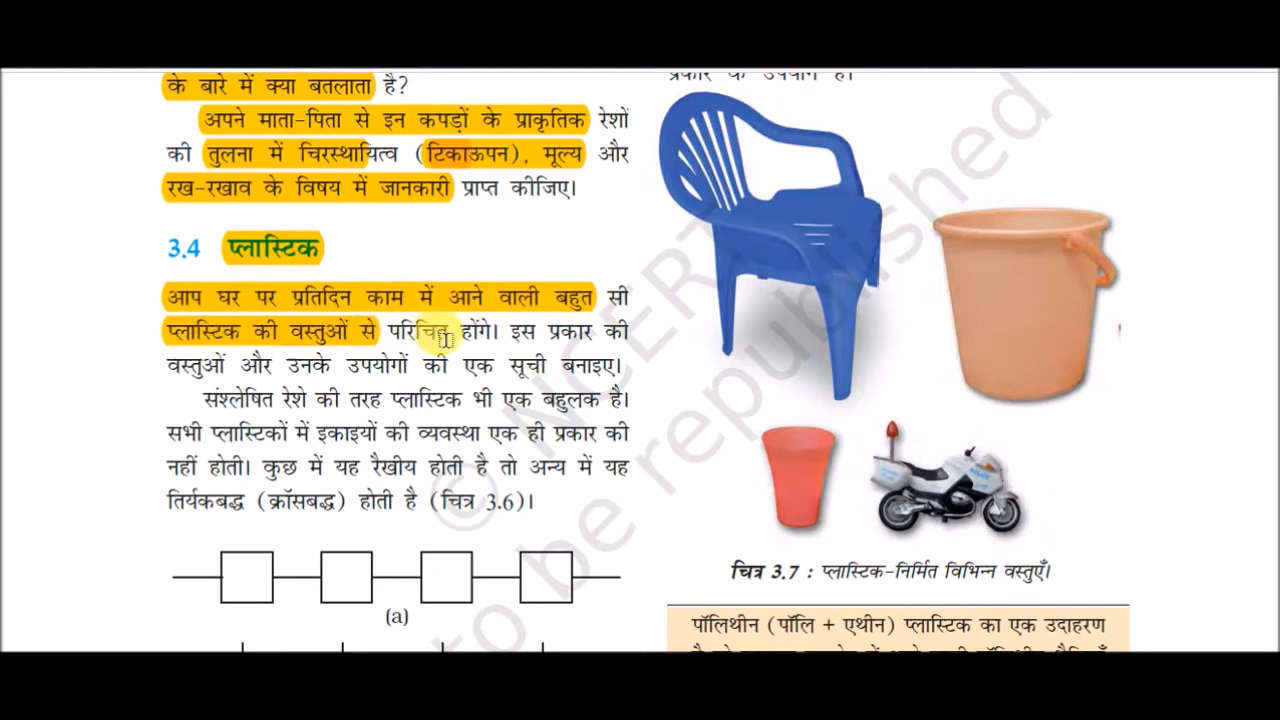 के बारे में क्या बतलाता है?
अपने माता-पिता से इन कपड़ों के प्राकृतिक रेशों
की तुलना में चिरस्थायित्व (टिकाऊपन), मूल्य और
रख-रखाव के विषय में जानकारी प्राप्त कीजिए।
3.4 प्लास्टिक
आप घर पर प्रतिदिन काम में आने वाली बहुत सी
प्लास्टिक की वस्तुओं से परिचित होंगे। इस प्रकार की
वस्तुओं और उनके उपयोगों की एक सूची बनाइए।
संश्लेषित रेशे की तरह प्लास्टिक भी एक बहुलक है।
सभी प्लास्टिकों में इकाइयों की व्यवस्था एक ही प्रकार की
नहीं होती। कुछ में यह रैखीय होती है तो अन्य में यह
तिर्यकबद्ध (क्रॉसबद्ध) होती है (चित्र 3.6)।
(a)
प्रकार के उपयोग हैं।
चित्र 3.7 : प्लास्टिक-निर्मित विभिन्न वस्तुएँ।
पॉलिथीन (पॉलि + एथीन) प्लास्टिक का एक उदाहरण
© NCERT
to be republished